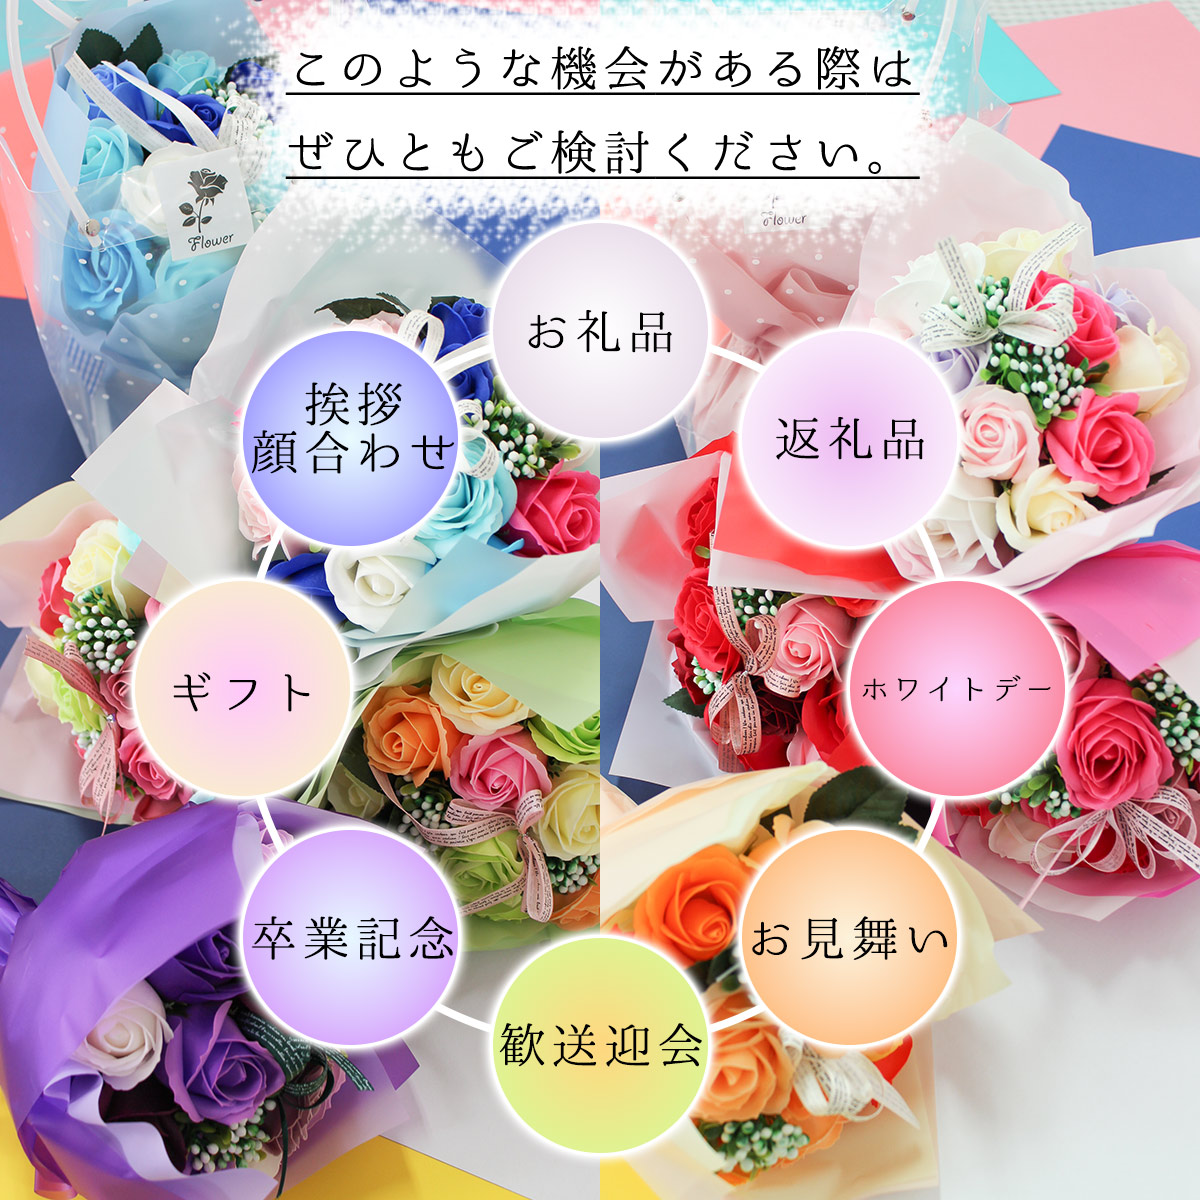 このような機会がある際は
ぜひともご検討ください。
Flower
Flower
お礼品
挨拶
顔合わせ
返礼品
ギフト
ホワイトデー
卒業記念
お見舞い
歓送迎会